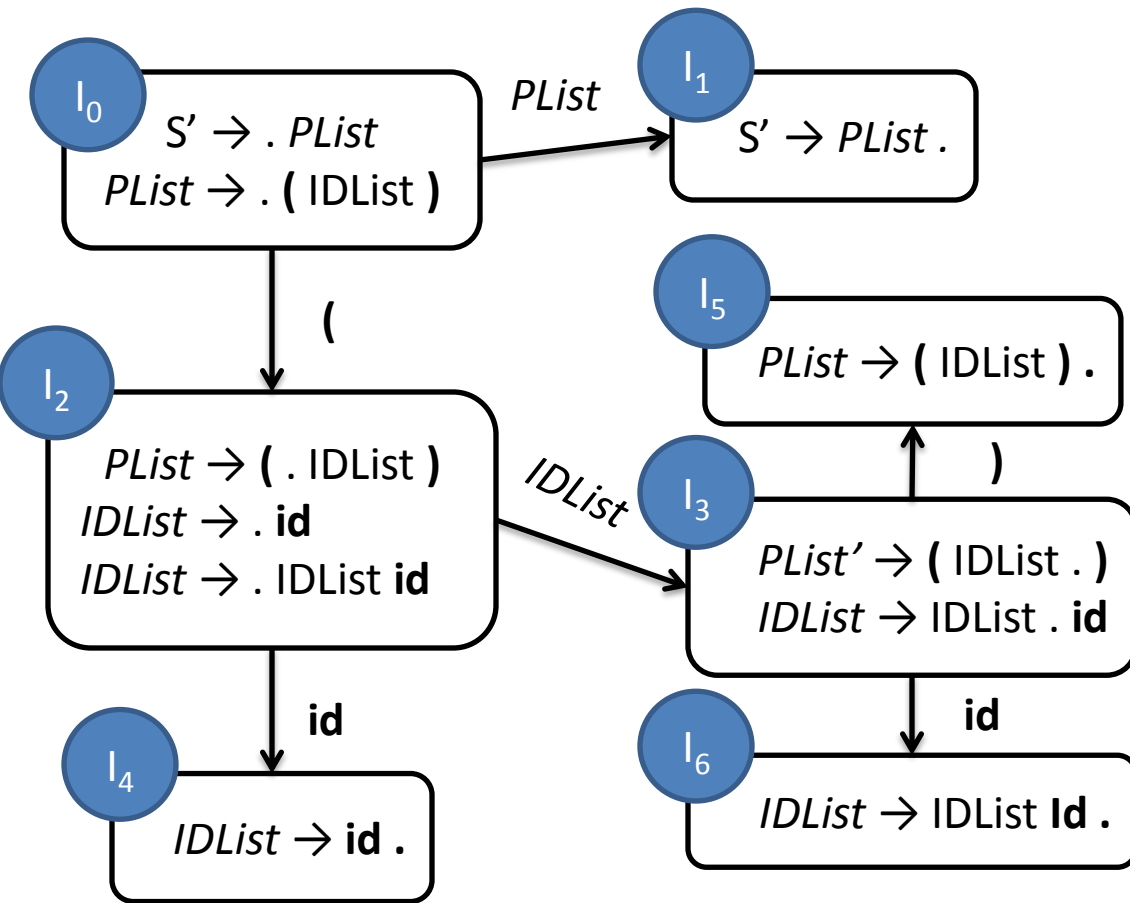 I0
S’ → . PList
PList → . ( IDList )
PList
I1
S’ → PList .
(
I2
PList → ( . IDList )
IDList → . id
IDList → . IDList id
IDList
I5
PList → ( IDList ) .
)
I3
PList’ → ( IDList . )
IDList → IDList . id
id
I4
IDList → id .
id
I6
IDList → IDList Id .